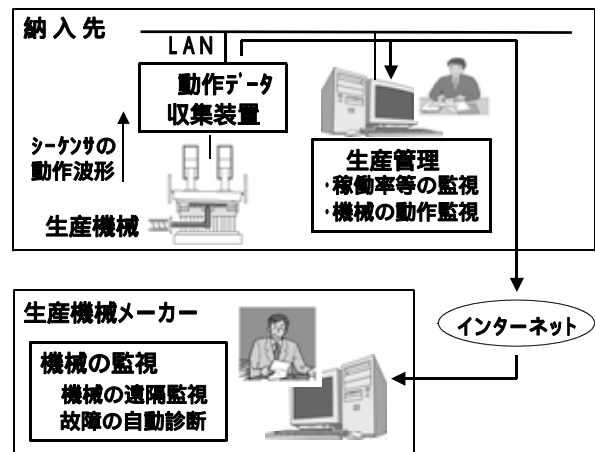 納入先
LAN
動作ﾃﾞｰﾀ
収集装置
ｼｰｹﾝｻの
動作波形
生産機械
生産管理
・稼働率等の監視
・機械の動作監視
インターネット
生産機械メーカー
機械の監視
機械の遠隔監視
故障の自動診断